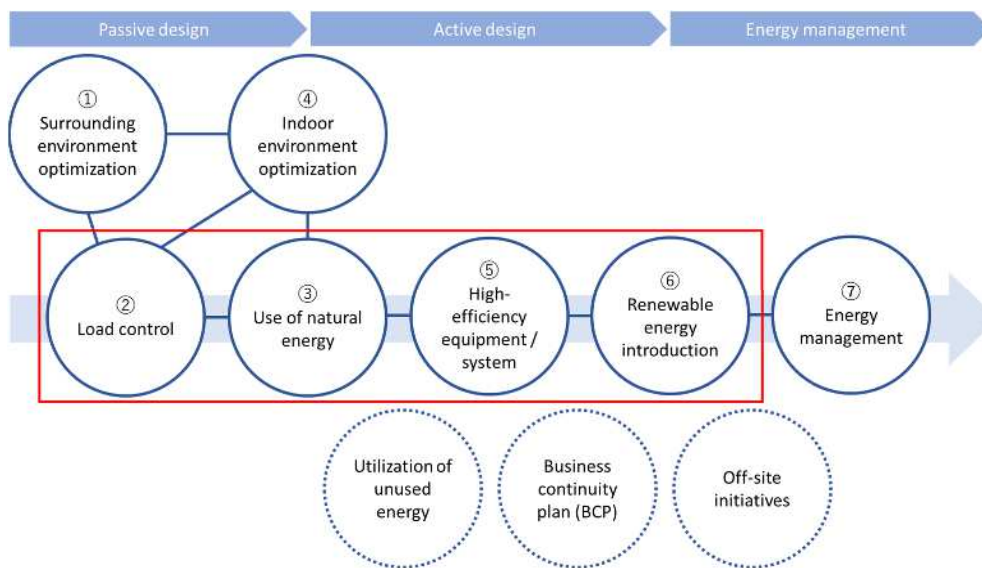 Passive design
Active design
Energy management
①
Surrounding
environment
optimization
④
Indoor
environment
optimization
②
Load control
③
Use of natural
energy
⑤
High-
efficiency
equipment /
system
⑥
Renewable
energy
introduction
⑦
Energy
management
Utilization of
unused
energy
Business
continuity
plan (BCP)
Off-site
initiatives